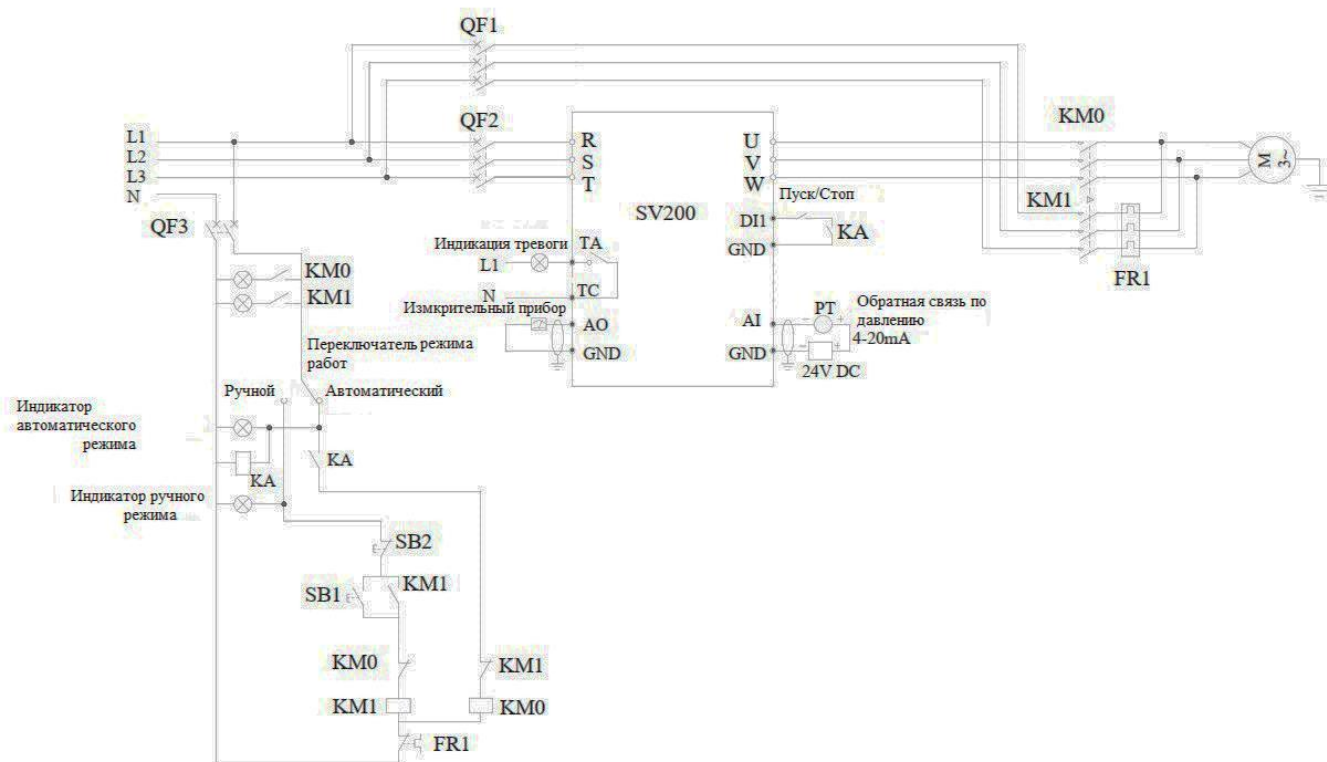 QF1
KM0
QF2
L1
L2
L3
N
R
S
T
U
V
W
M
3~
SV200
Пуск/Стоп
KM1
QF3
DI1
KA
GND
FR1
Индикация тревоги
TA
L1
N
TC
KM0
KM1
Измкрительный прибор
AO
GND
AI
PT
Обратная связь по
давлению
4-20mA
GND
24V DC
Переключатель режима
работ
Ручной
Автоматический
Индикатор
автоматического
режима
KA
KA
Индикатор ручного
режима
SB2
SB1
KM1
KM0
KM1
KM1
KM0
FR1